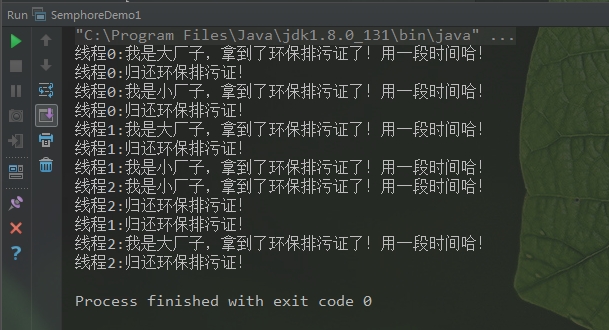 Run SemphoreDemo1
"C:\Program Files\Java\jdk1.8.0_131\bin\java" ...
线程0:我是大厂子，拿到了环保排污证了！用一段时间哈！
线程0:归还环保排污证！
线程0:我是小厂子，拿到了环保排污证了！用一段时间哈！
线程0:归还环保排污证！
线程1:我是大厂子，拿到了环保排污证了！用一段时间哈！
线程1:归还环保排污证！
线程1:我是小厂子，拿到了环保排污证了！用一段时间哈！
线程2:我是小厂子，拿到了环保排污证了！用一段时间哈！
线程2:归还环保排污证！
线程1:归还环保排污证！
线程2:我是大厂子，拿到了环保排污证了！用一段时间哈！
线程2:归还环保排污证！
Process finished with exit code 0